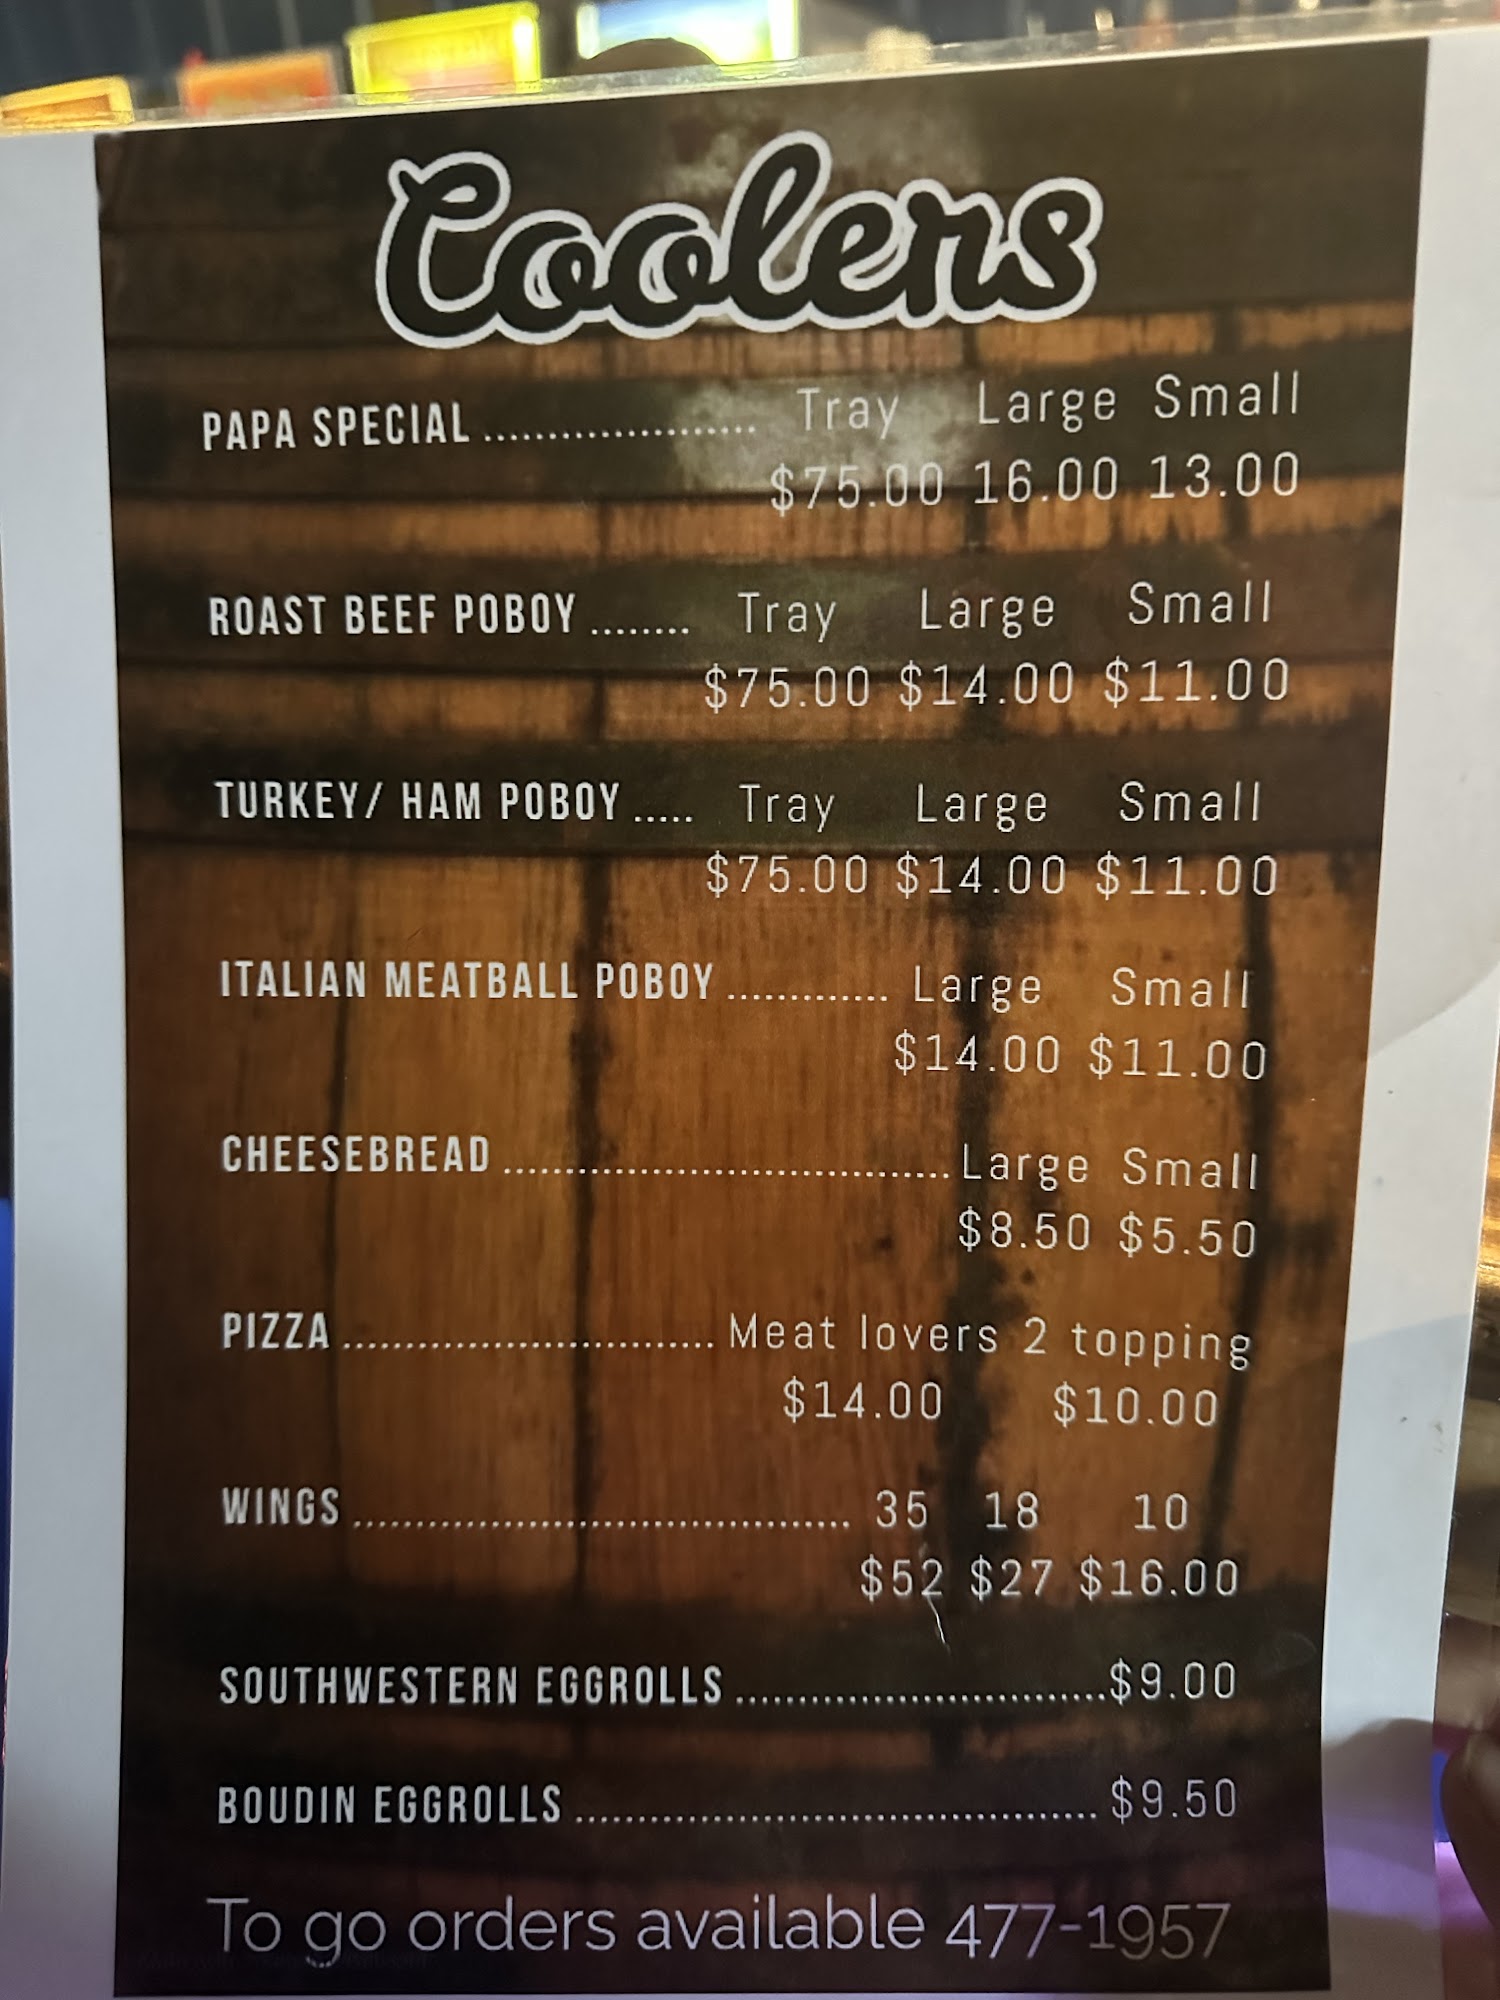 Coolers
PAPA SPECIAL ..................... Tray Large Small
$75.00 16.00 13.00
ROAST BEEF POBOY ........ Tray Large Small
$75.00 $14.00 $11.00
TURKEY/ HAM POBOY ..... Tray Large Small
$75.00 $14.00 $11.00
ITALIAN MEATBALL POBOY ............. Large Small
$14.00 $11.00
CHEESEBREAD .................................... Large Small
$8.50 $5.50
PIZZA .............................. Meat lovers 2 topping
$14.00 $10.00
WINGS ........................................ 35 18 10
$52 $27 $16.00
SOUTHWESTERN EGGROLLS .............................. $9.00
BOUDIN EGGROLLS .......................................... $9.50
To go orders available 477-1957